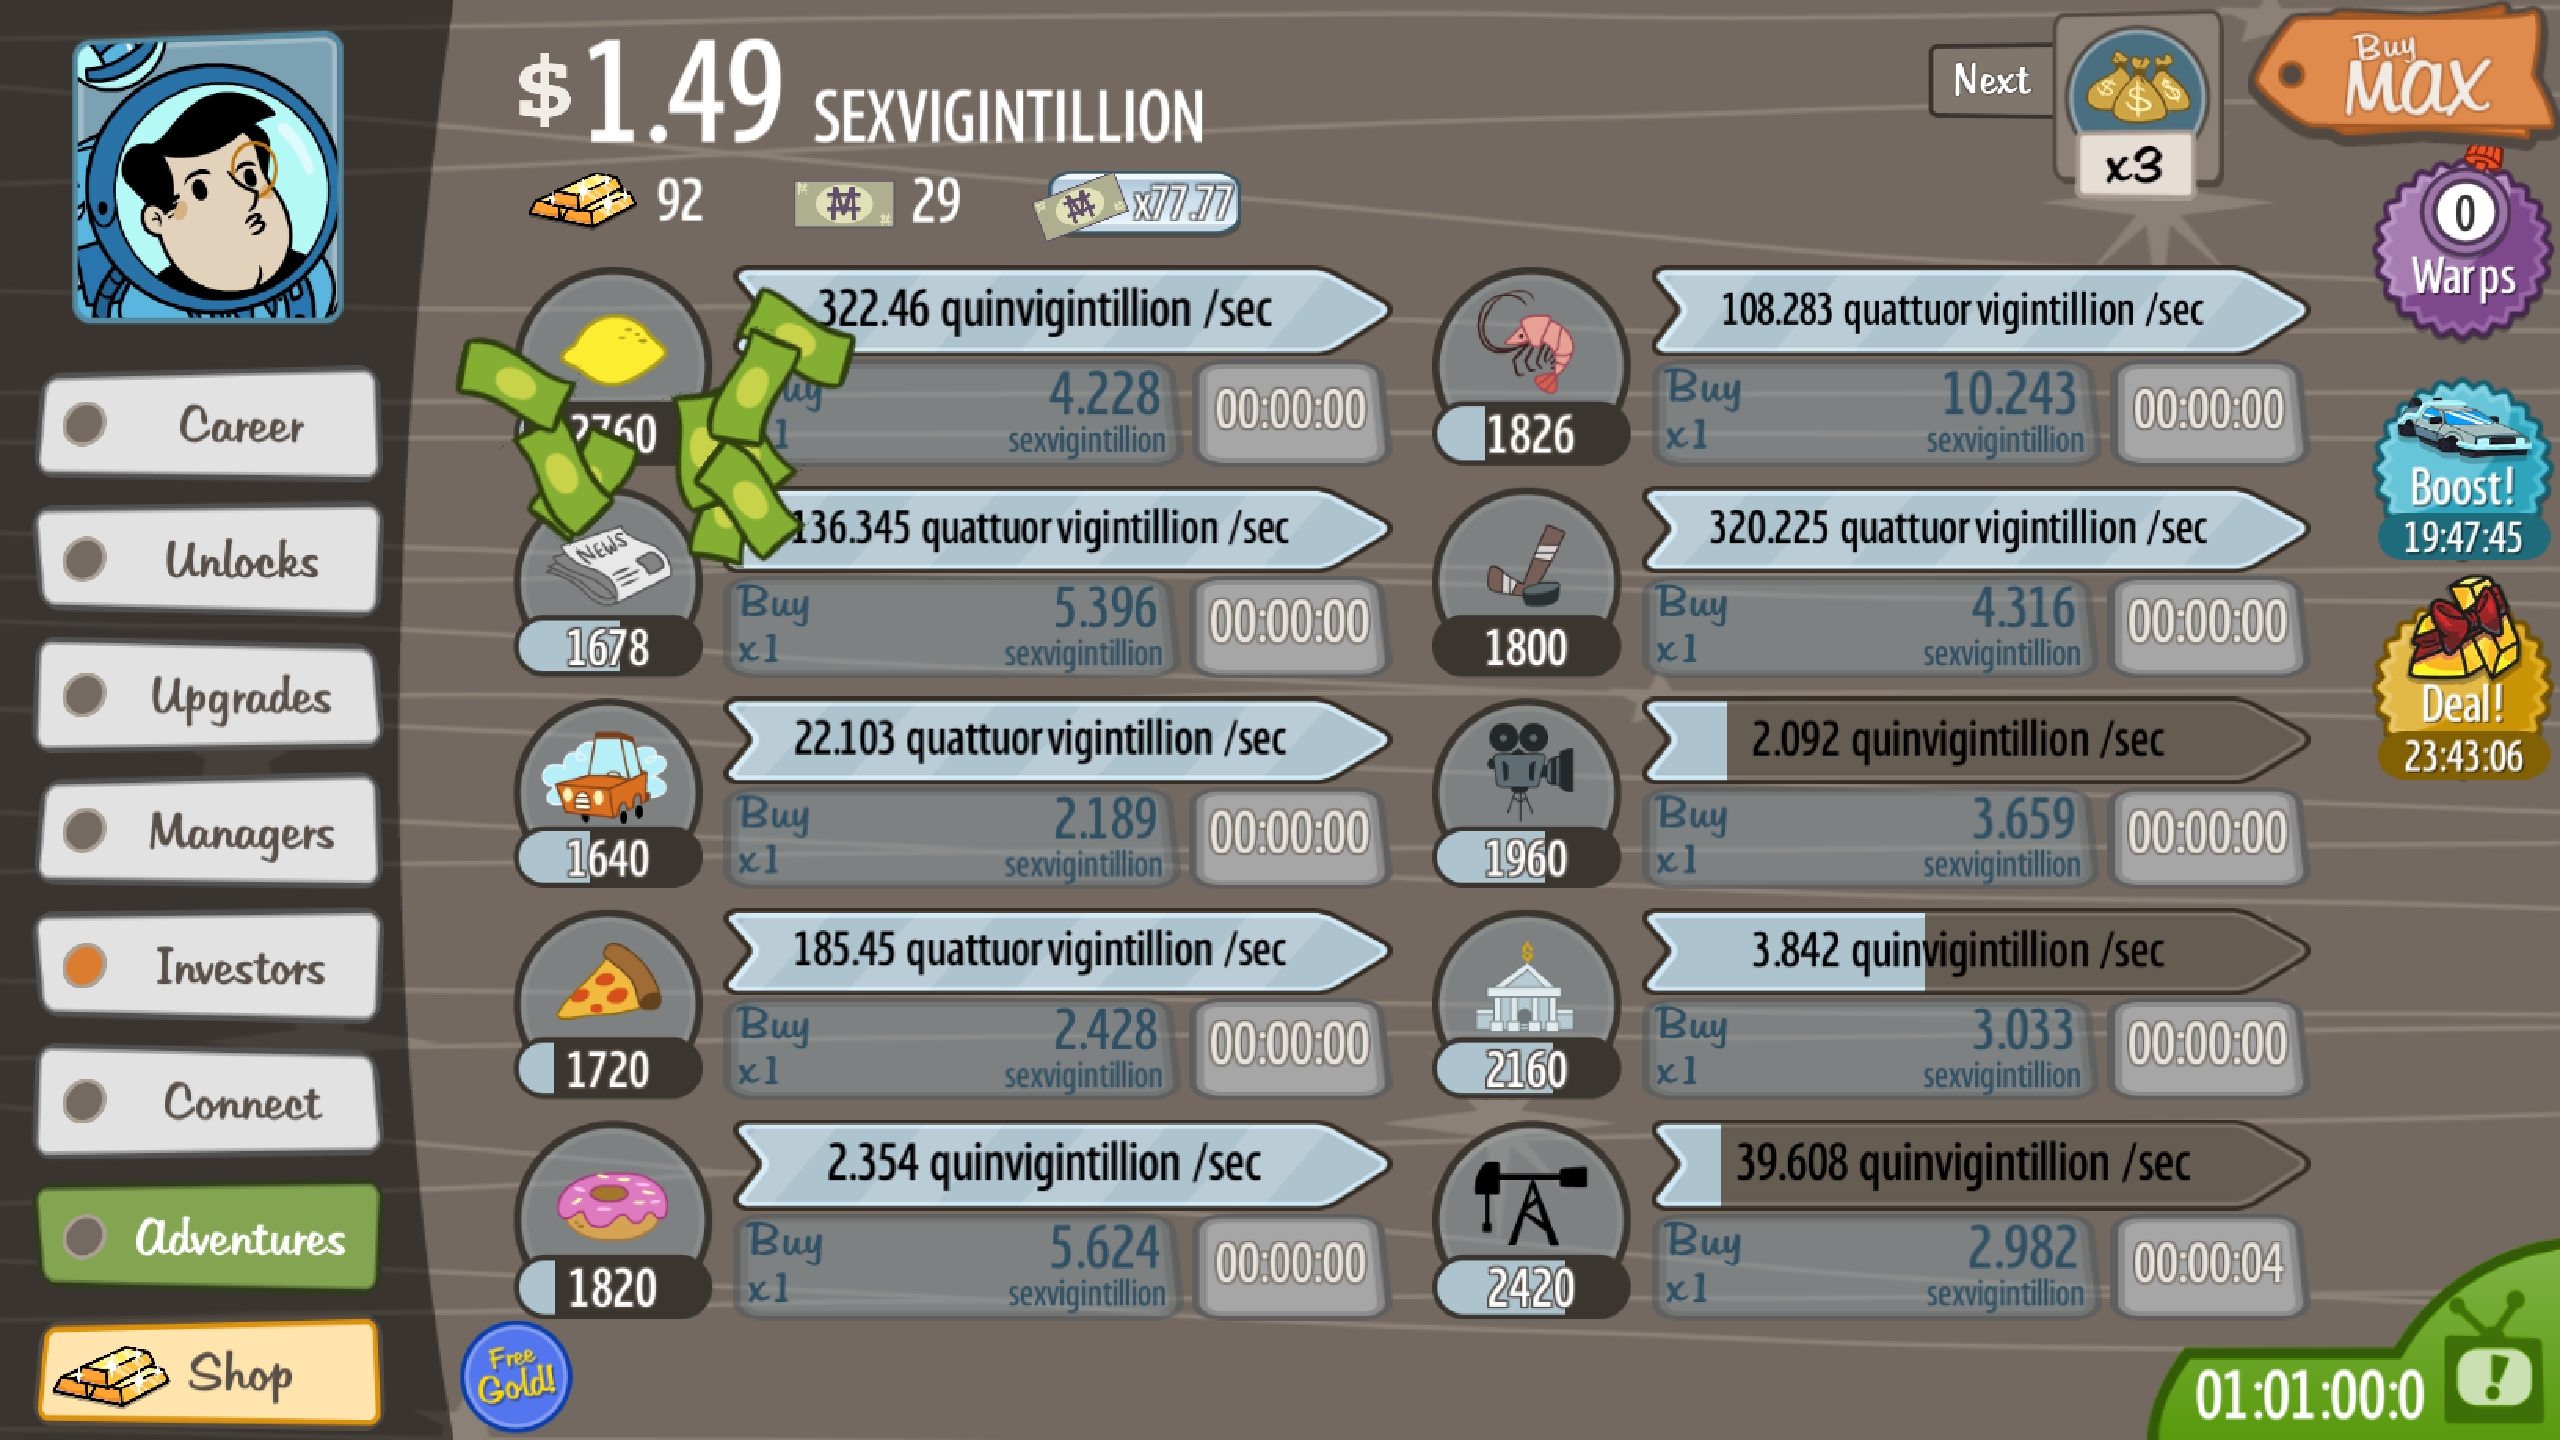 $1.49 SEXVIGINTILLION
Next
x3
Buy MAX
92
29
x77.77
0
Warps
Boost!
19:47:45
Deal!
23:43:06
Career
Unlocks
Upgrades
Managers
Investors
Connect
Adventures
Shop
322.46 quinvigintillion /sec
2760
4.228
sexvigintillion
00:00:00
NEWS
136.345 quattuorvigintillion /sec
1678
Buy x1
5.396
sexvigintillion
00:00:00
22.103 quattuorvigintillion /sec
1640
Buy x1
2.189
sexvigintillion
00:00:00
185.45 quattuorvigintillion /sec
1720
Buy x1
2.428
sexvigintillion
00:00:00
2.354 quinvigintillion /sec
1820
Buy x1
5.624
sexvigintillion
00:00:00
108.283 quattuorvigintillion /sec
1826
Buy x1
10.243
sexvigintillion
00:00:00
320.225 quattuorvigintillion /sec
1800
Buy x1
4.316
sexvigintillion
00:00:00
2.092 quinvigintillion /sec
1960
Buy x1
3.659
sexvigintillion
00:00:00
3.842 quinvigintillion /sec
2160
Buy x1
3.033
sexvigintillion
00:00:00
39.608 quinvigintillion /sec
2420
Buy x1
2.982
sexvigintillion
00:00:04
Free Gold!
01:01:00:0